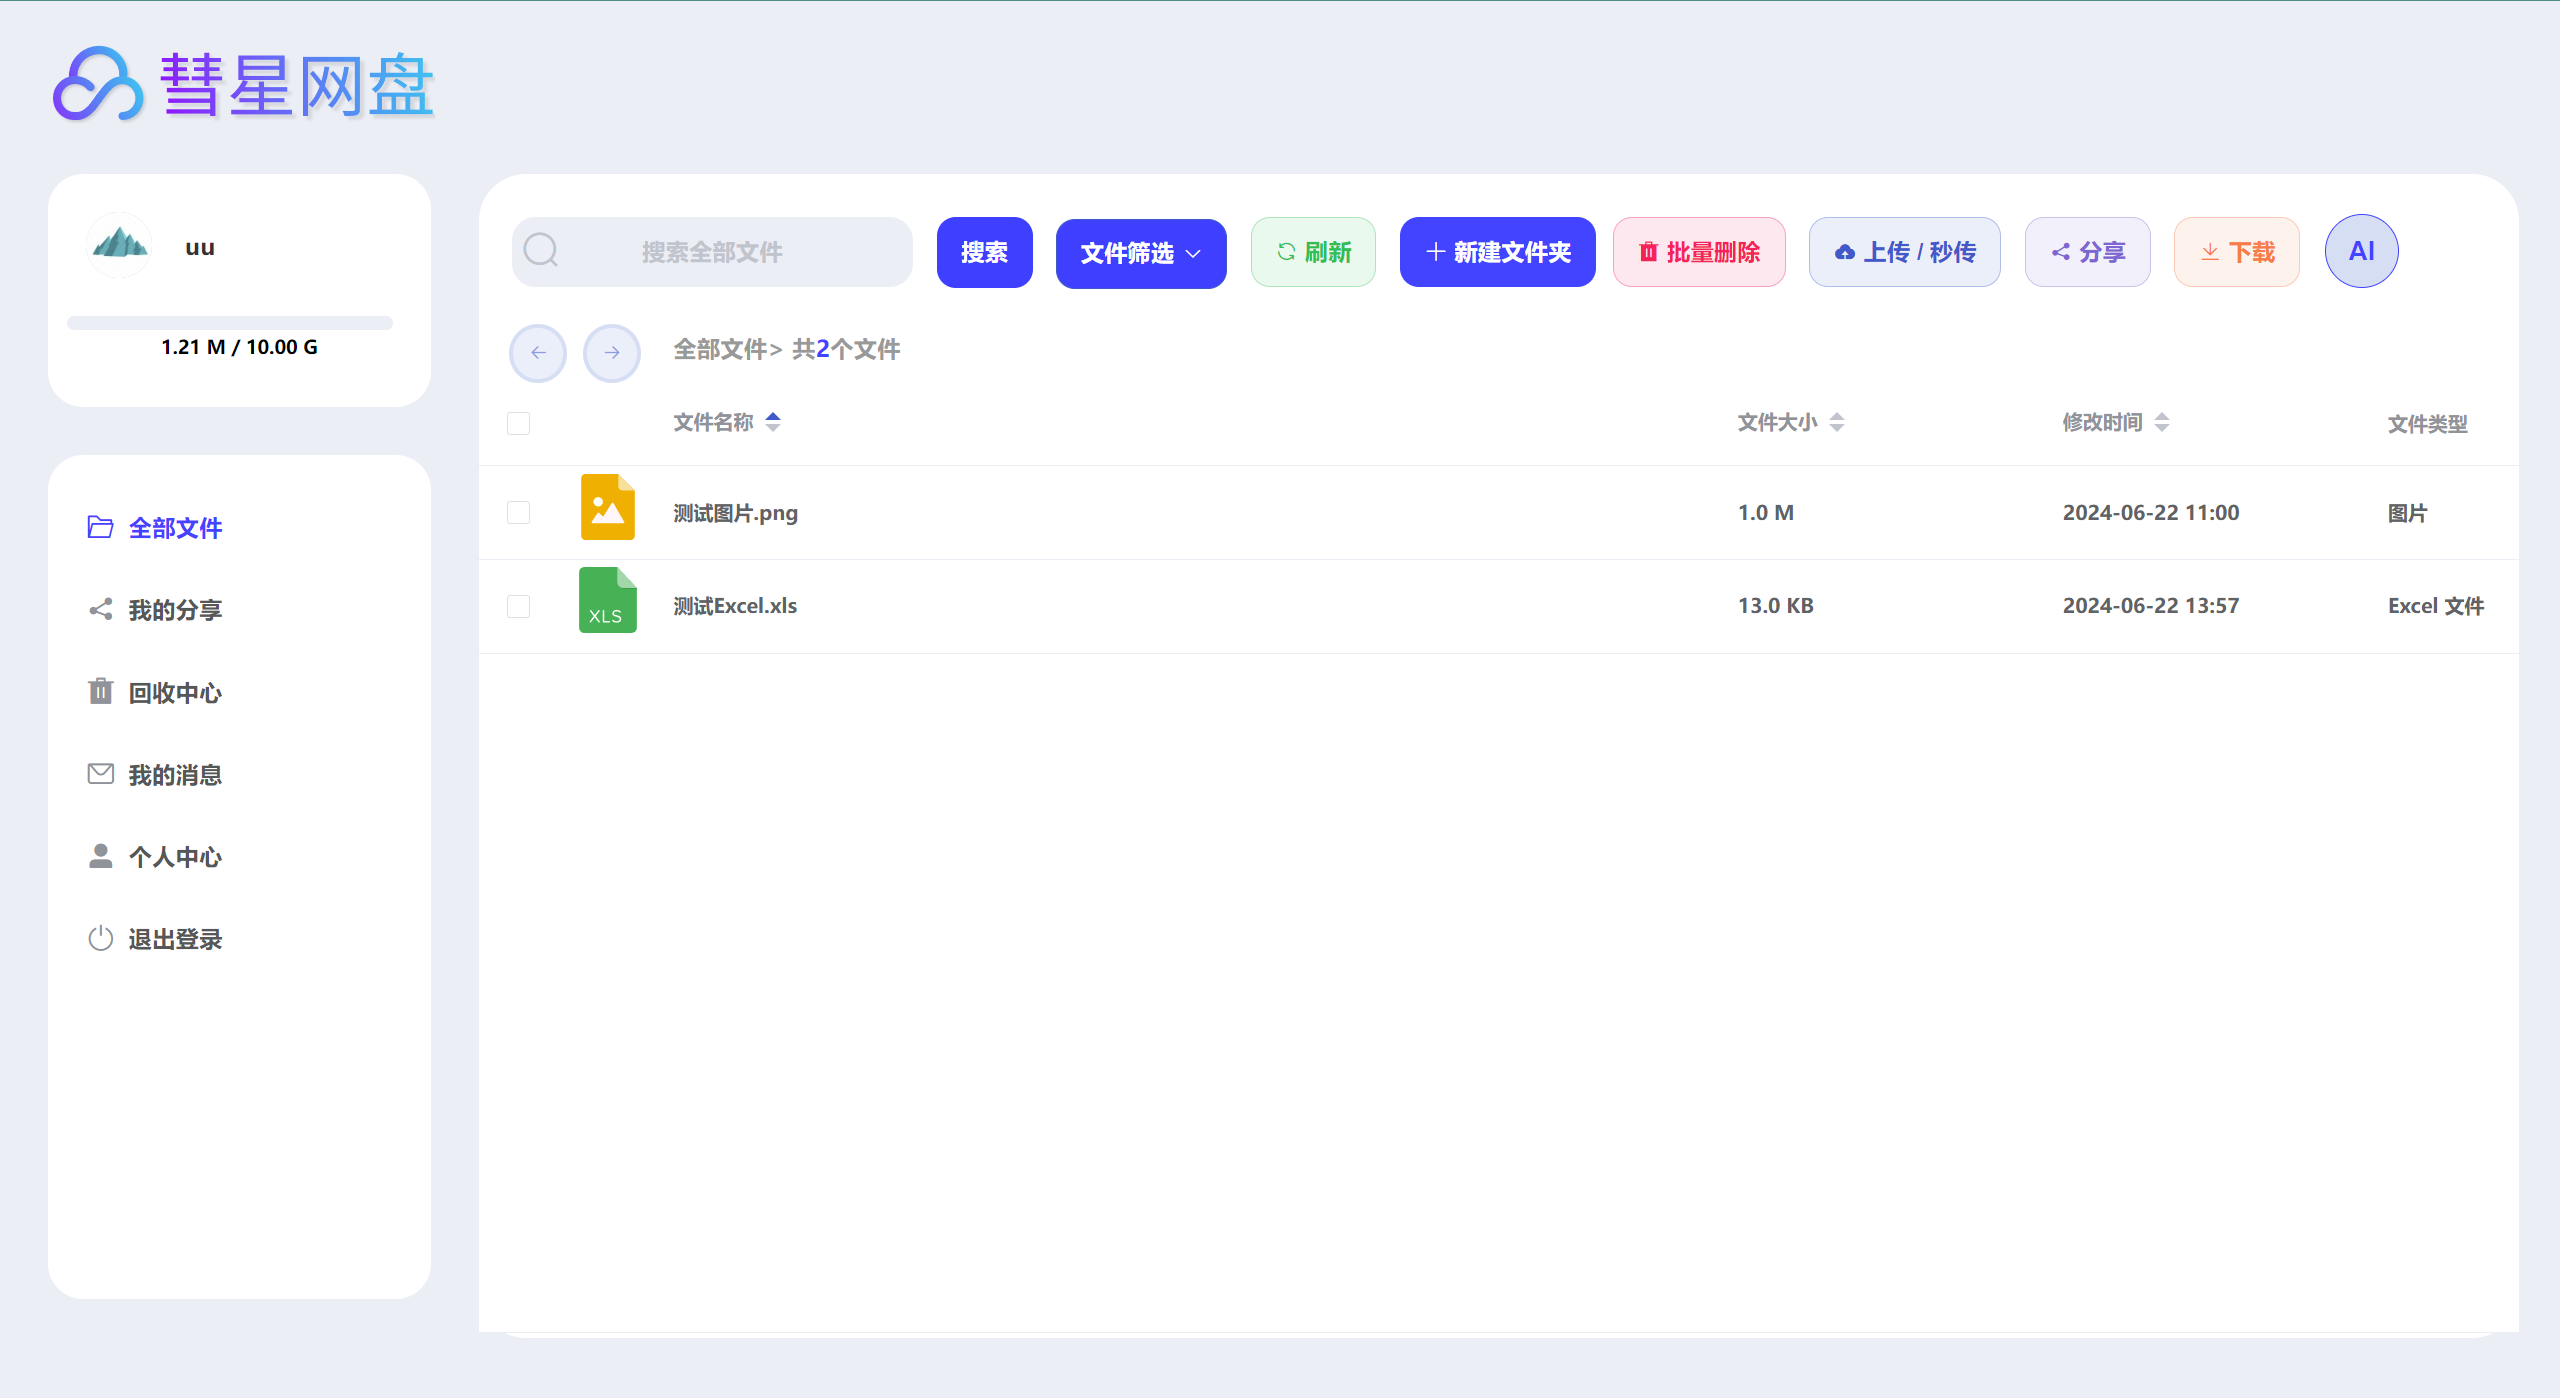 彗星网盘
uu
1.21 M / 10.00 G
全部文件
我的分享
回收中心
我的消息
个人中心
退出登录
搜索全部文件 搜索 文件筛选 刷新 新建文件夹 批量删除 上传 / 秒传 分享 下载 AI
全部文件> 共2个文件
文件名称 文件大小 修改时间 文件类型
测试图片.png 1.0 M 2024-06-22 11:00 图片
XLS 测试Excel.xls 13.0 KB 2024-06-22 13:57 Excel 文件